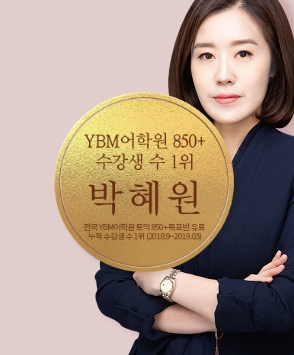 YBM어학원 850+
수강생 수 1위
박혜원
전국 YBM어학원 토익 850+목표반 유료
누적 수강생 수 1위 (2018.9~2019.03)